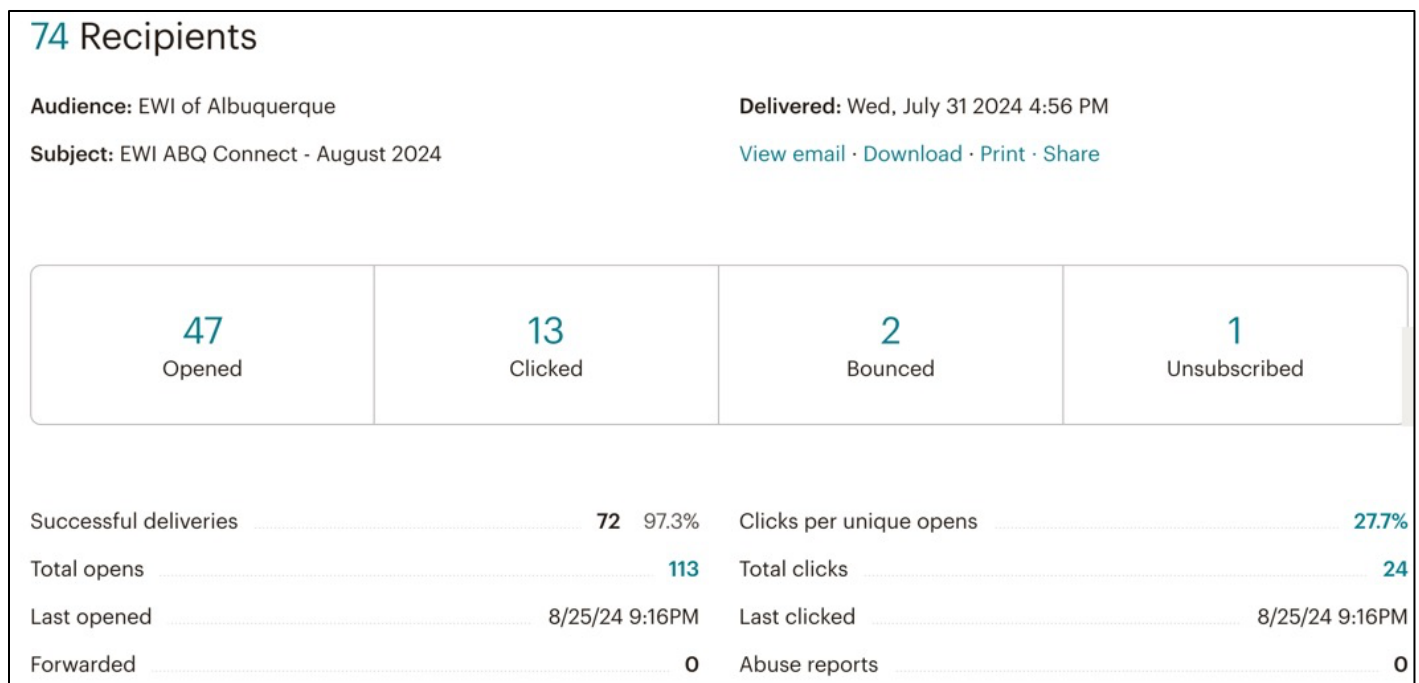 74 Recipients
Audience: EWI of Albuquerque
Delivered: Wed, July 31 2024 4:56 PM
Subject: EWI ABQ Connect - August 2024
View email · Download · Print · Share
47
Opened
13
Clicked
2
Bounced
1
Unsubscribed
Successful deliveries 72 97.3%
Clicks per unique opens 27.7%
Total opens 113
Total clicks 24
Last opened 8/25/24 9:16PM
Last clicked 8/25/24 9:16PM
Forwarded 0
Abuse reports 0